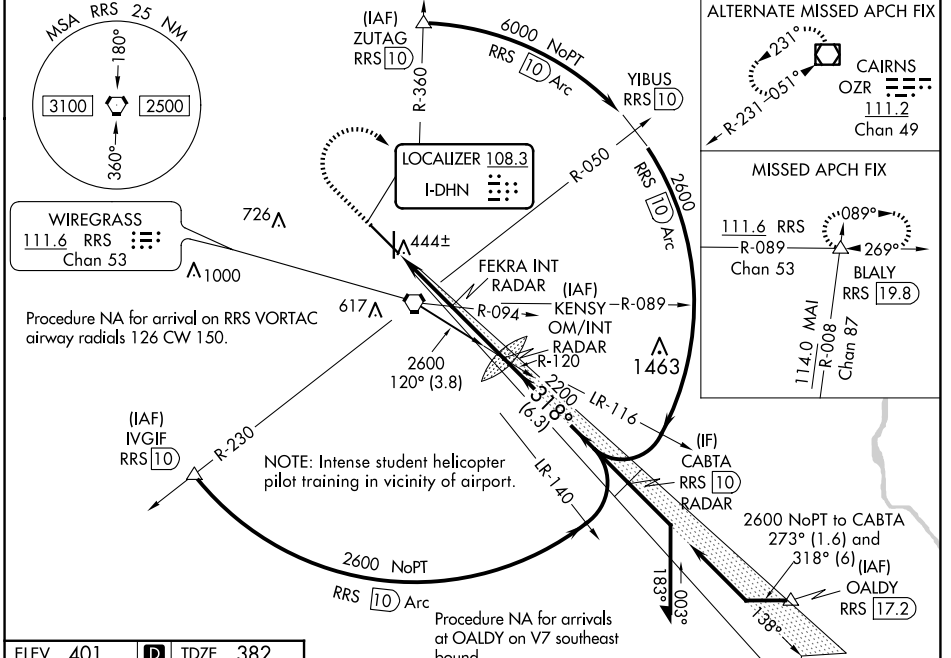 MSA RRS 25 NM
180°
3100
2500
360°
(IAF)
ZUTAG
RRS 10
6000 NoPT
RRS 10 Arc
R-360
YIBUS
RRS 10
R-050
2600
RRS 10 Arc
LOCALIZER 108.3
I-DHN
WIREGRASS
111.6 RRS
Chan 53
726
1000
444±
617
Procedure NA for arrival on RRS VORTAC
airway radials 126 CW 150.
FEKRA INT
RADAR
R-094
(IAF)
KENSY
OM/INT
RADAR
R-089
R-120
1463
2600
120° (3.8)
2200
318°
(6.3)
LR-116
LR-140
(IF)
CABTA
RRS 10
RADAR
(IAF)
IVGIF
RRS 10
R-230
NOTE: Intense student helicopter
pilot training in vicinity of airport.
2600 NoPT
RRS 10 Arc
183°
003°
2600 NoPT to CABTA
273° (1.6) and
318° (6)
(IAF)
OALDY
RRS 17.2
138°
Procedure NA for arrivals
at OALDY on V7 southeast
bound.
ALTERNATE MISSED APCH FIX
231°
R-231
051°
CAIRNS
OZR
111.2
Chan 49
MISSED APCH FIX
089°
111.6 RRS
R-089
Chan 53
269°
BLALY
RRS 19.8
114.0 MAI
R-008
Chan 87
ELEV 401 D TDZE 382